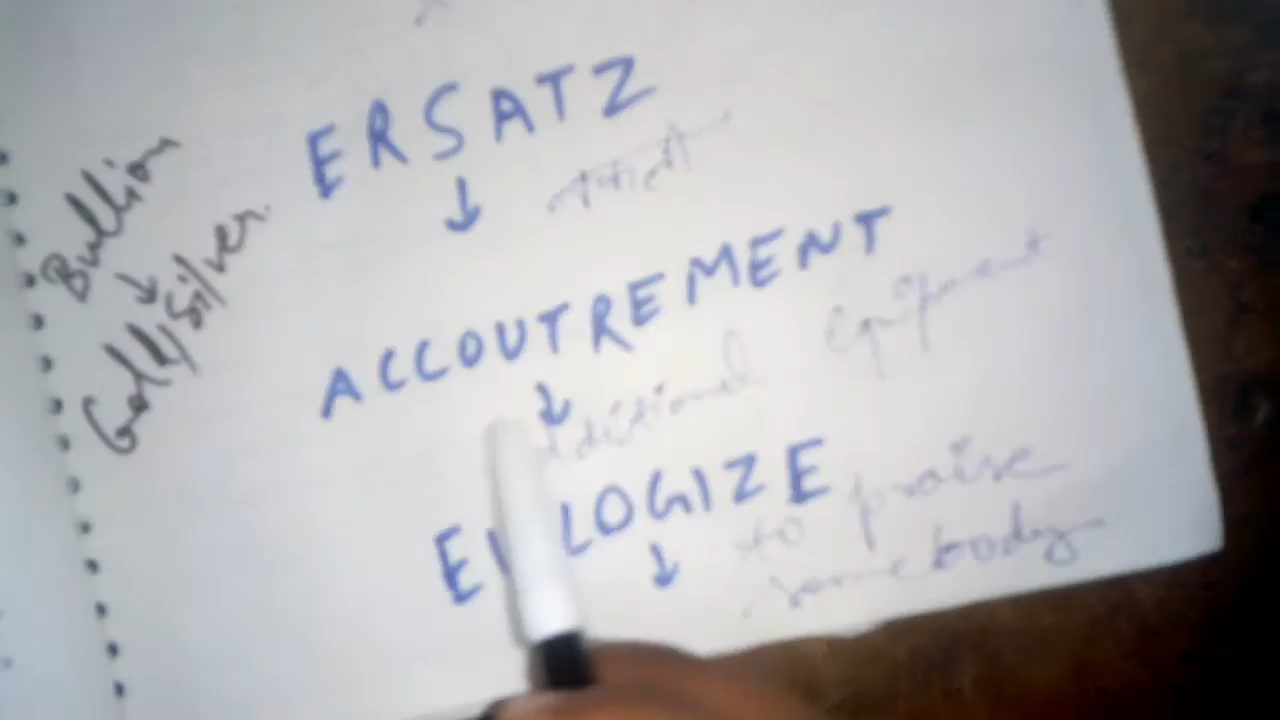 Bullion
↓
Gold/Silver.
ERSATZ
↓
ACCOUTREMENT
↓ equipment
LOGIZE
↓ to praise
somebody